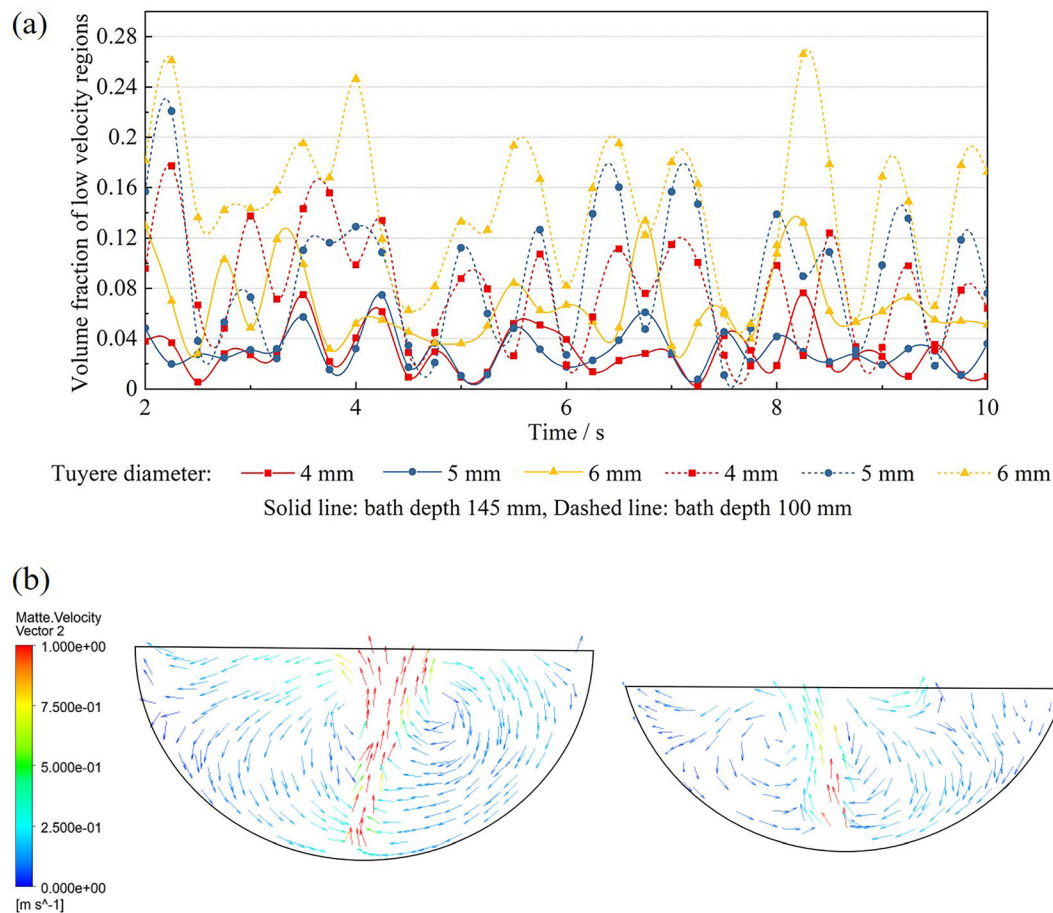 (a)
Volume fraction of low velocity regions
0.28
0.24
0.2
0.16
0.12
0.08
0.04
0
2 4 6 8 10
Time / s
Tuyere diameter: 4 mm 5 mm 6 mm 4 mm 5 mm 6 mm
Solid line: bath depth 145 mm, Dashed line: bath depth 100 mm
(b)
Matte.Velocity
Vector 2
1.000e+00
7.500e-01
5.000e-01
2.500e-01
0.000e+00
[m s^-1]